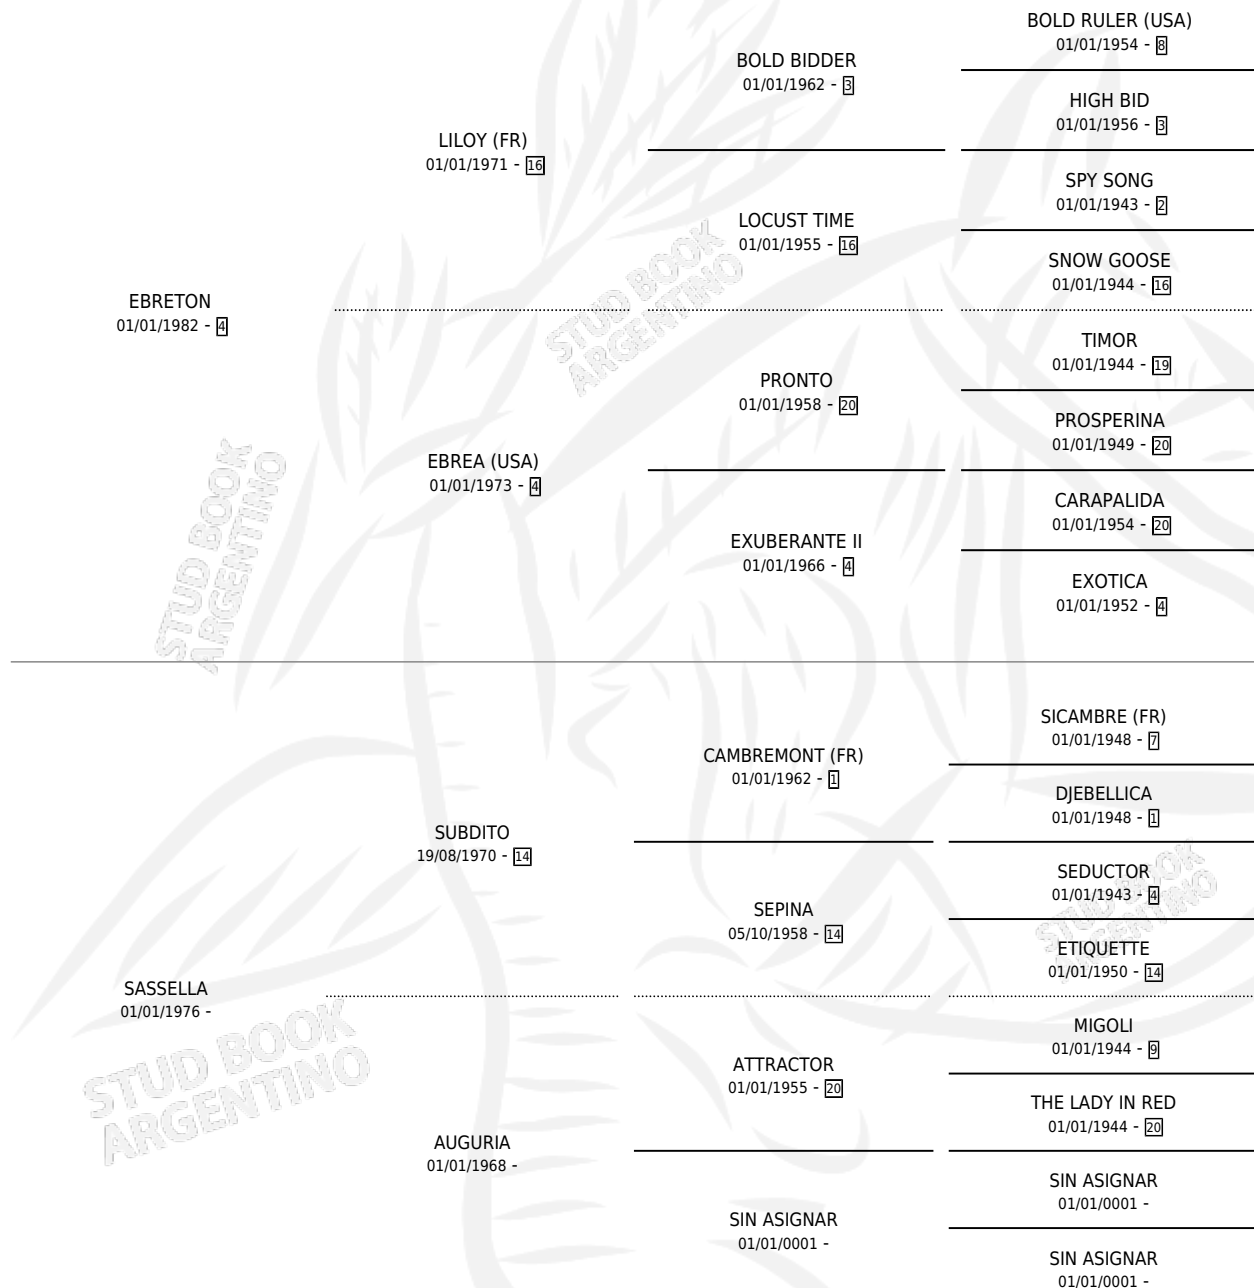 BOLD RULER (USA)
01/01/1954 - 8
BOLD BIDDER
01/01/1962 - 3
HIGH BID
01/01/1956 - 3
LILOY (FR)
01/01/1971 - 16
SPY SONG
01/01/1943 - 2
LOCUST TIME
01/01/1955 - 16
SNOW GOOSE
01/01/1944 - 16
EBRETON
01/01/1982 - 4
TIMOR
01/01/1944 - 19
PRONTO
01/01/1958 - 20
PROSPERINA
01/01/1949 - 20
EBREA (USA)
01/01/1973 - 4
CARAPALIDA
01/01/1954 - 20
EXUBERANTE II
01/01/1966 - 4
EXOTICA
01/01/1952 - 4
SICAMBRE (FR)
01/01/1948 - 7
CAMBREMONT (FR)
01/01/1962 - 1
DJEBELLICA
01/01/1948 - 1
SUBDITO
19/08/1970 - 14
SEDUCTOR
01/01/1943 - 4
SEPINA
05/10/1958 - 14
ETIQUETTE
01/01/1950 - 14
SASSELLA
01/01/1976 -
MIGOLI
01/01/1944 - 9
ATTRACTOR
01/01/1955 - 20
THE LADY IN RED
01/01/1944 - 20
AUGURIA
01/01/1968 -
SIN ASIGNAR
01/01/0001 -
SIN ASIGNAR
01/01/0001 -
SIN ASIGNAR
01/01/0001 -
STUD BOOK
ARGENTINO
STUD BOOK
ARGENTINO
STUD BOOK
ARGENTINO
STUD BOOK
ARGENTINO